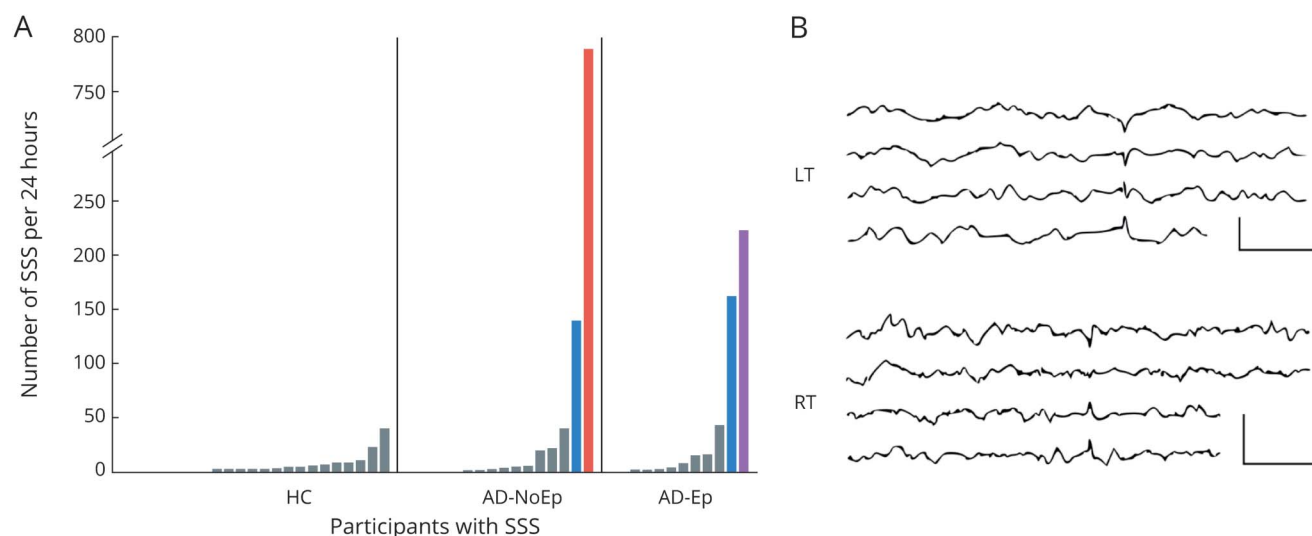 A
B
Number of SSS per 24 hours
800
750
250
200
150
100
50
0
HC
AD-NoEp
AD-Ep
Participants with SSS
LT
RT